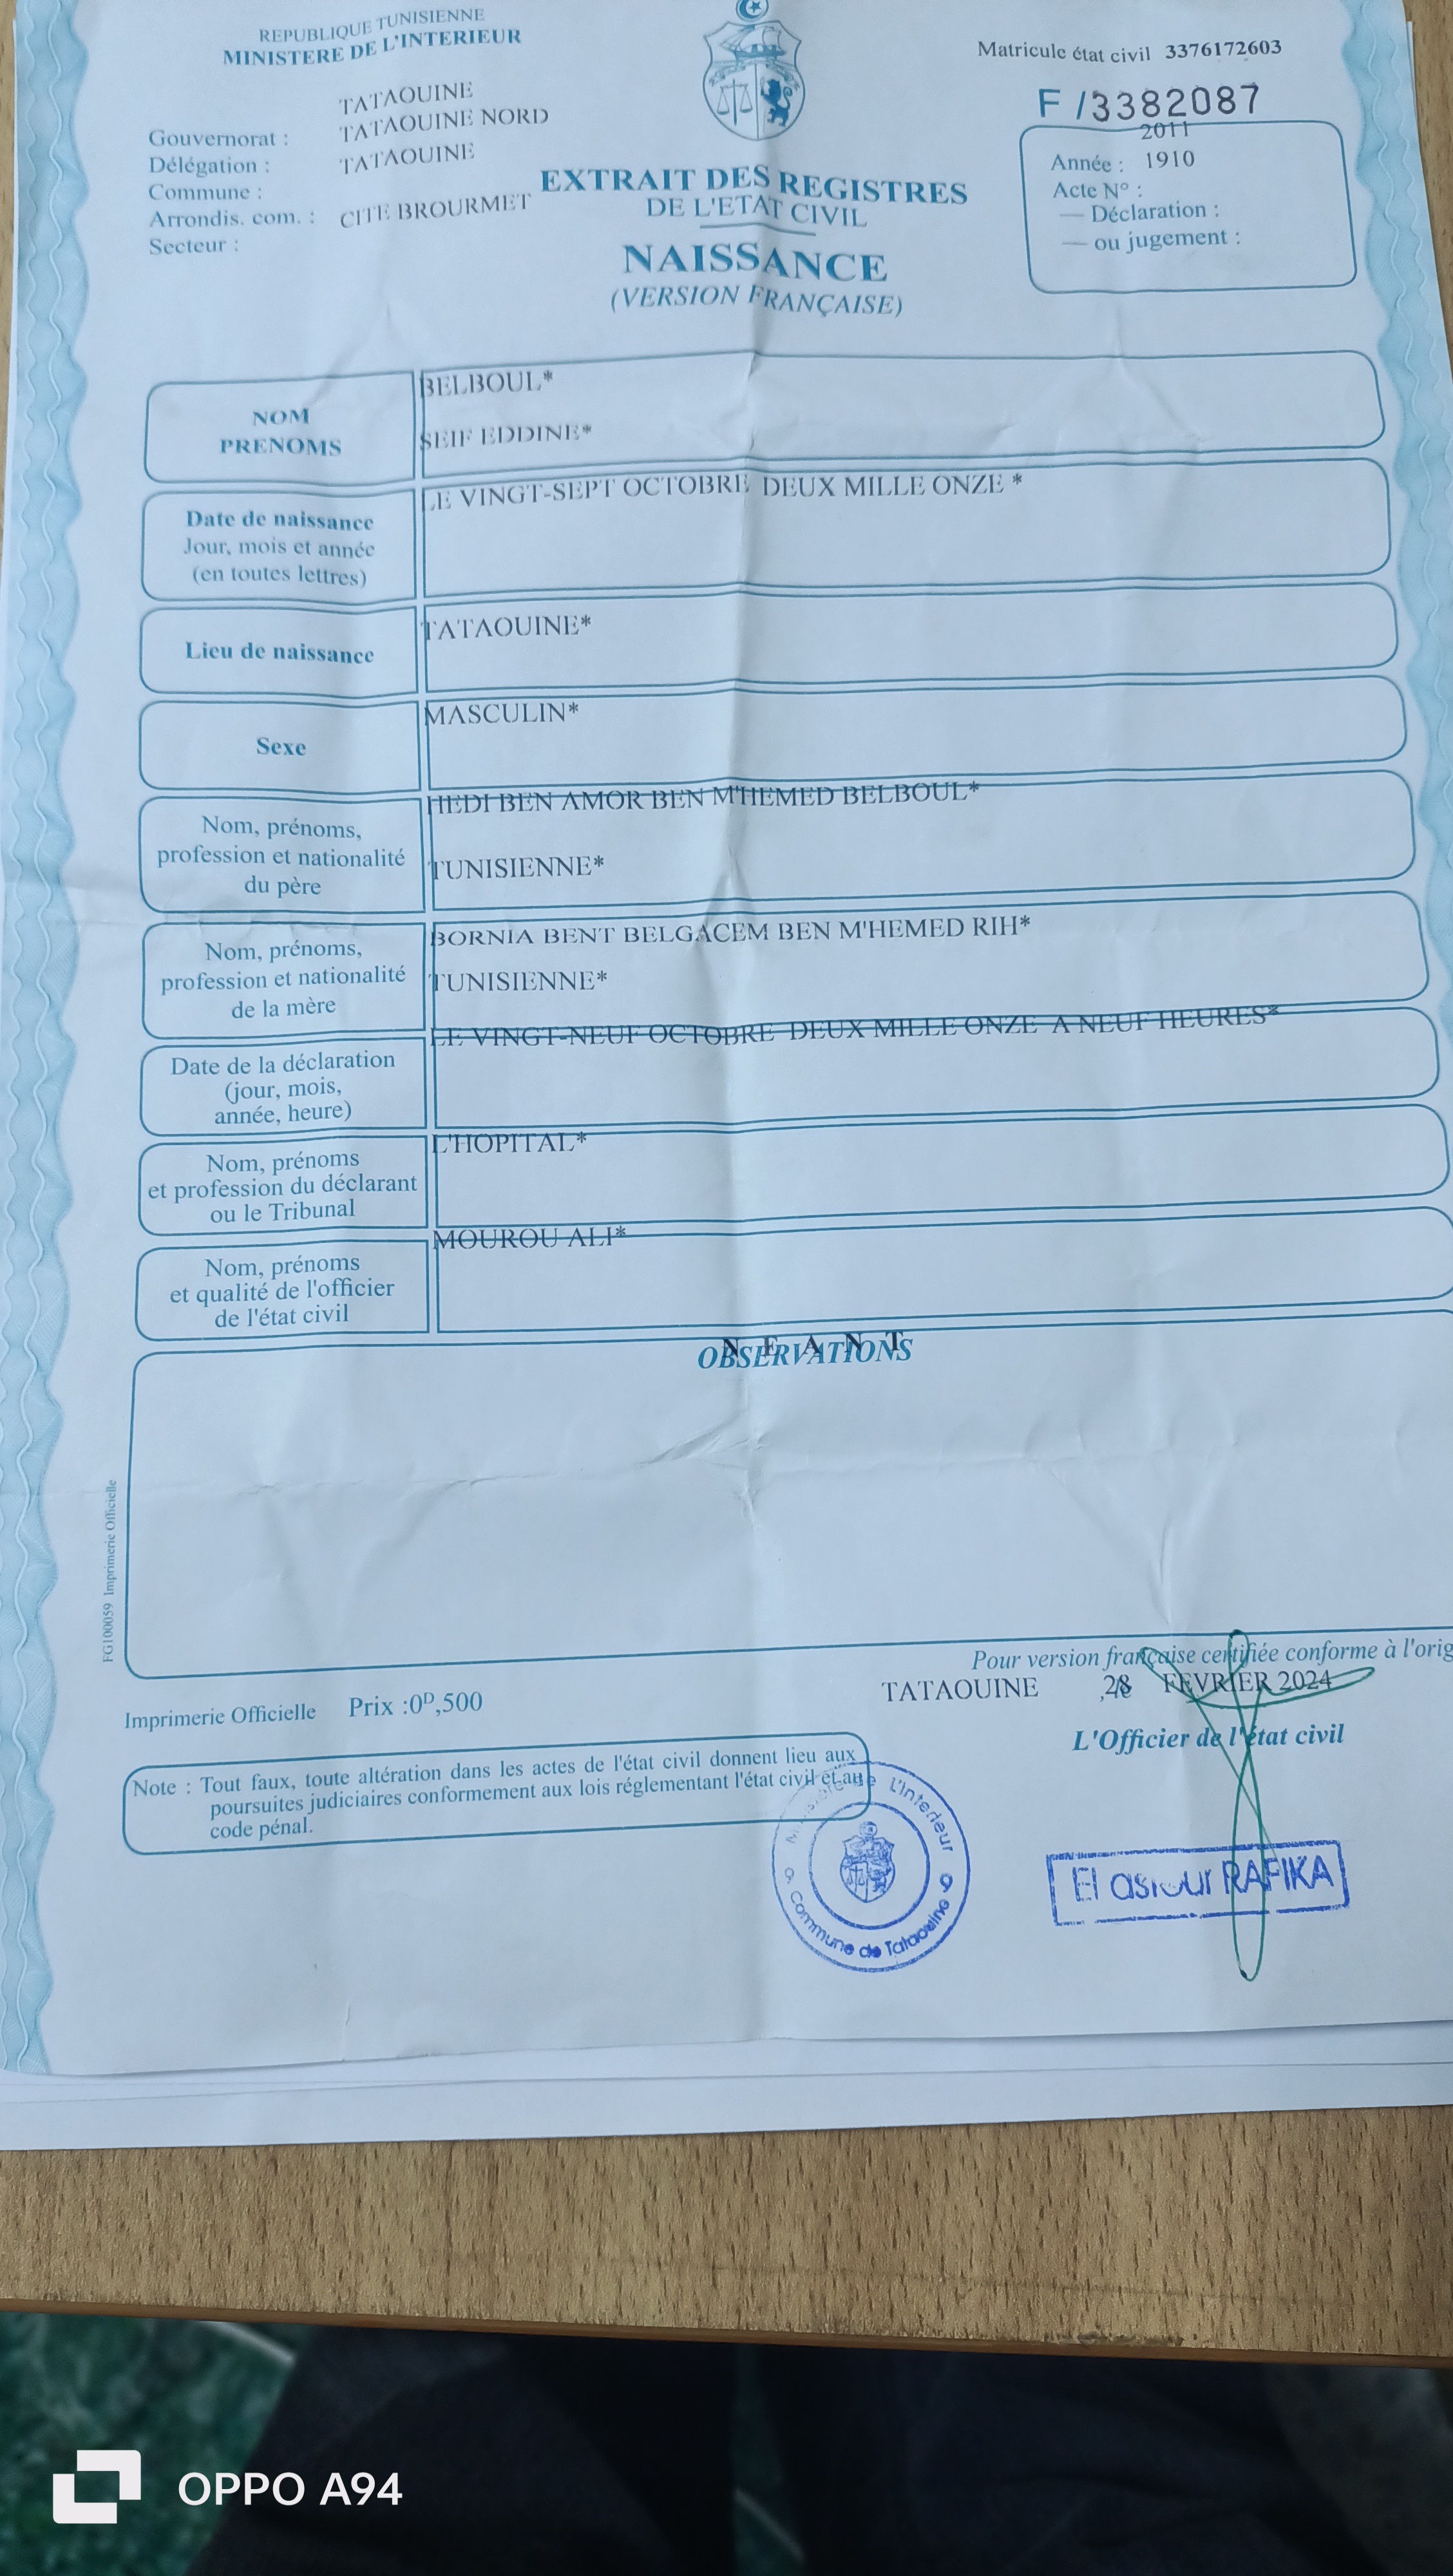 REPUBLIQUE TUNISIENNE
MINISTERE DE L'INTERIEUR
Matricule état civil 3376172603
F /3382087
TATAOUINE
Gouvernorat :
TATAOUINE NORD
Délégation :
TATAOUINE
Commune :
Arrondis. com. : CITE BROURMET
Secteur :
EXTRAIT DES REGISTRES
DE L'ETAT CIVIL
NAISSANCE
(VERSION FRANÇAISE)
2011
Année : 1910
Acte N° :
— Déclaration :
— ou jugement :
NOM
PRENOMS
BELBOUL*
SEIF EDDINE*
Date de naissance
Jour, mois et année
(en toutes lettres)
LE VINGT-SEPT OCTOBRE DEUX MILLE ONZE *
Lieu de naissance
TATAOUINE*
Sexe
MASCULIN*
Nom, prénoms,
profession et nationalité
du père
HEDI BEN AMOR BEN M'HEMED BELBOUL*
TUNISIENNE*
Nom, prénoms,
profession et nationalité
de la mère
BORNIA BENT BELGACEM BEN M'HEMED RIH*
TUNISIENNE*
Date de la déclaration
(jour, mois,
année, heure)
LE VINGT-NEUF OCTOBRE DEUX MILLE ONZE A NEUF HEURES*
Nom, prénoms
et profession du déclarant
ou le Tribunal
L'HOPITAL*
Nom, prénoms
et qualité de l'officier
de l'état civil
MOUROU ALI*
N E A N T
OBSERVATIONS
FG100059 Imprimerie Officielle
Pour version française certifiée conforme à l'orig
TATAOUINE ,le 28 FEVRIER 2024
Imprimerie Officielle Prix :0D,500
L'Officier de l'état civil
Note : Tout faux, toute altération dans les actes de l'état civil donnent lieu aux
poursuites judiciaires conformement aux lois réglementant l'état civil et au
code pénal.
Ministère de L'Interieur
Commune de Tataouine 9
RAFIKA
OPPO A94